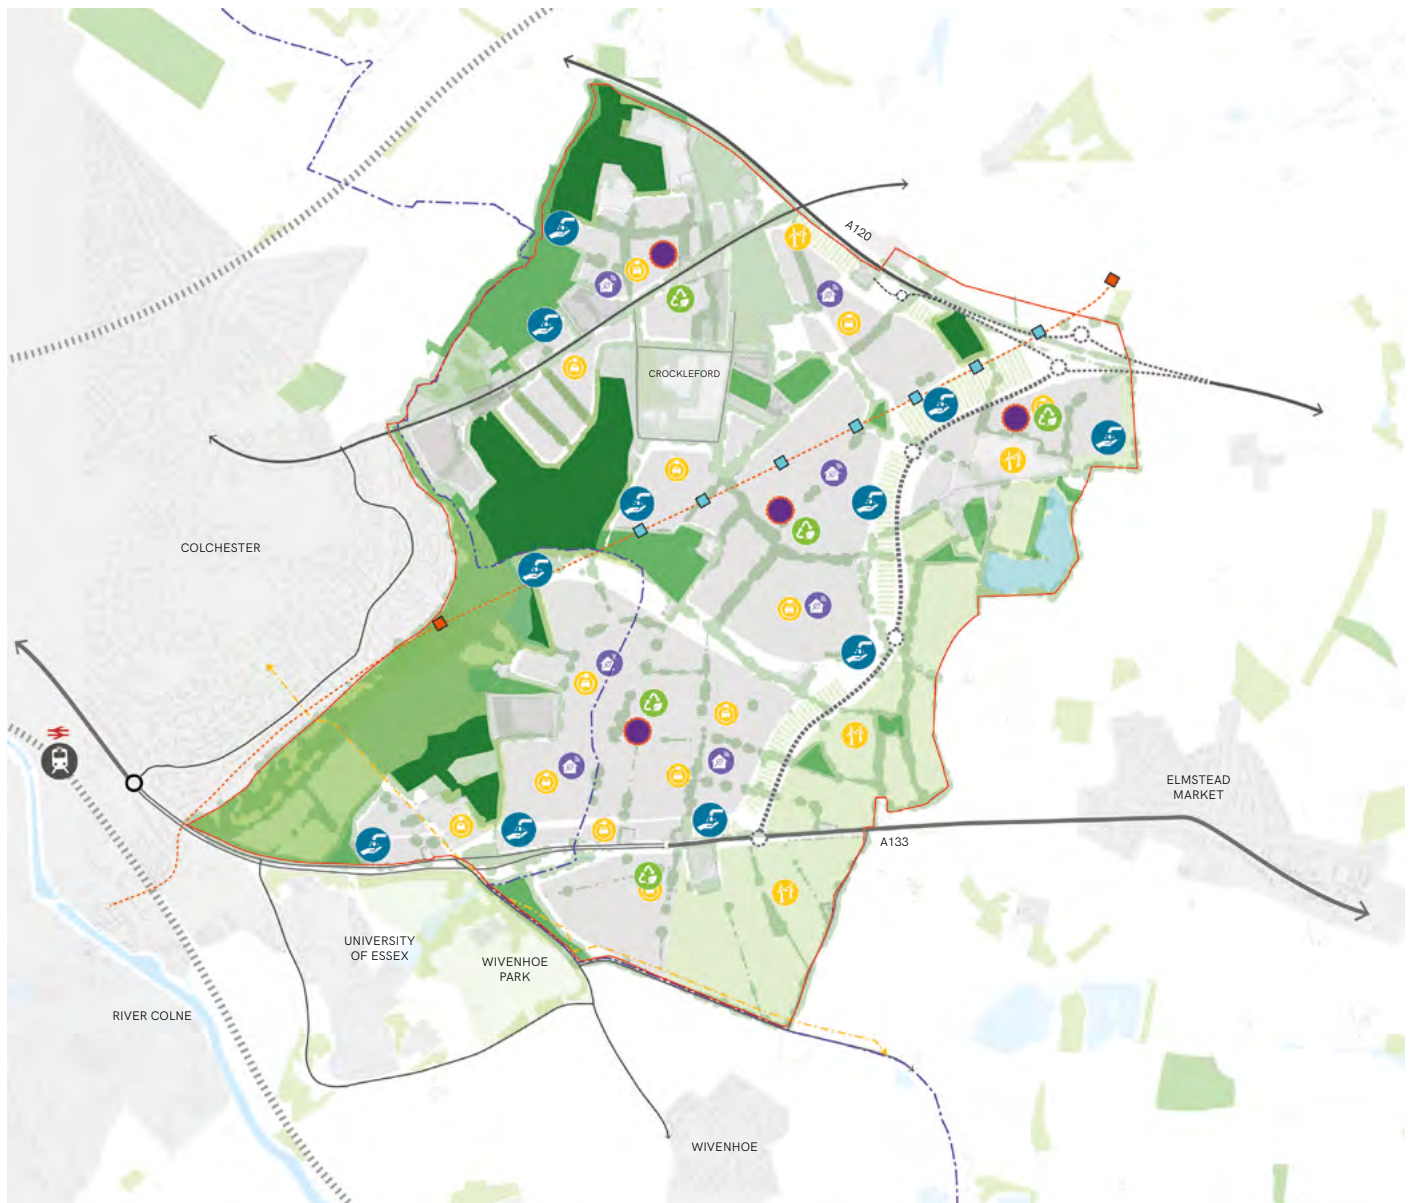 A120
CROCKLEFORD
COLCHESTER
ELMSTEAD
MARKET
A133
UNIVERSITY
OF ESSEX
WIVENHOE
PARK
RIVER COLNE
WIVENHOE